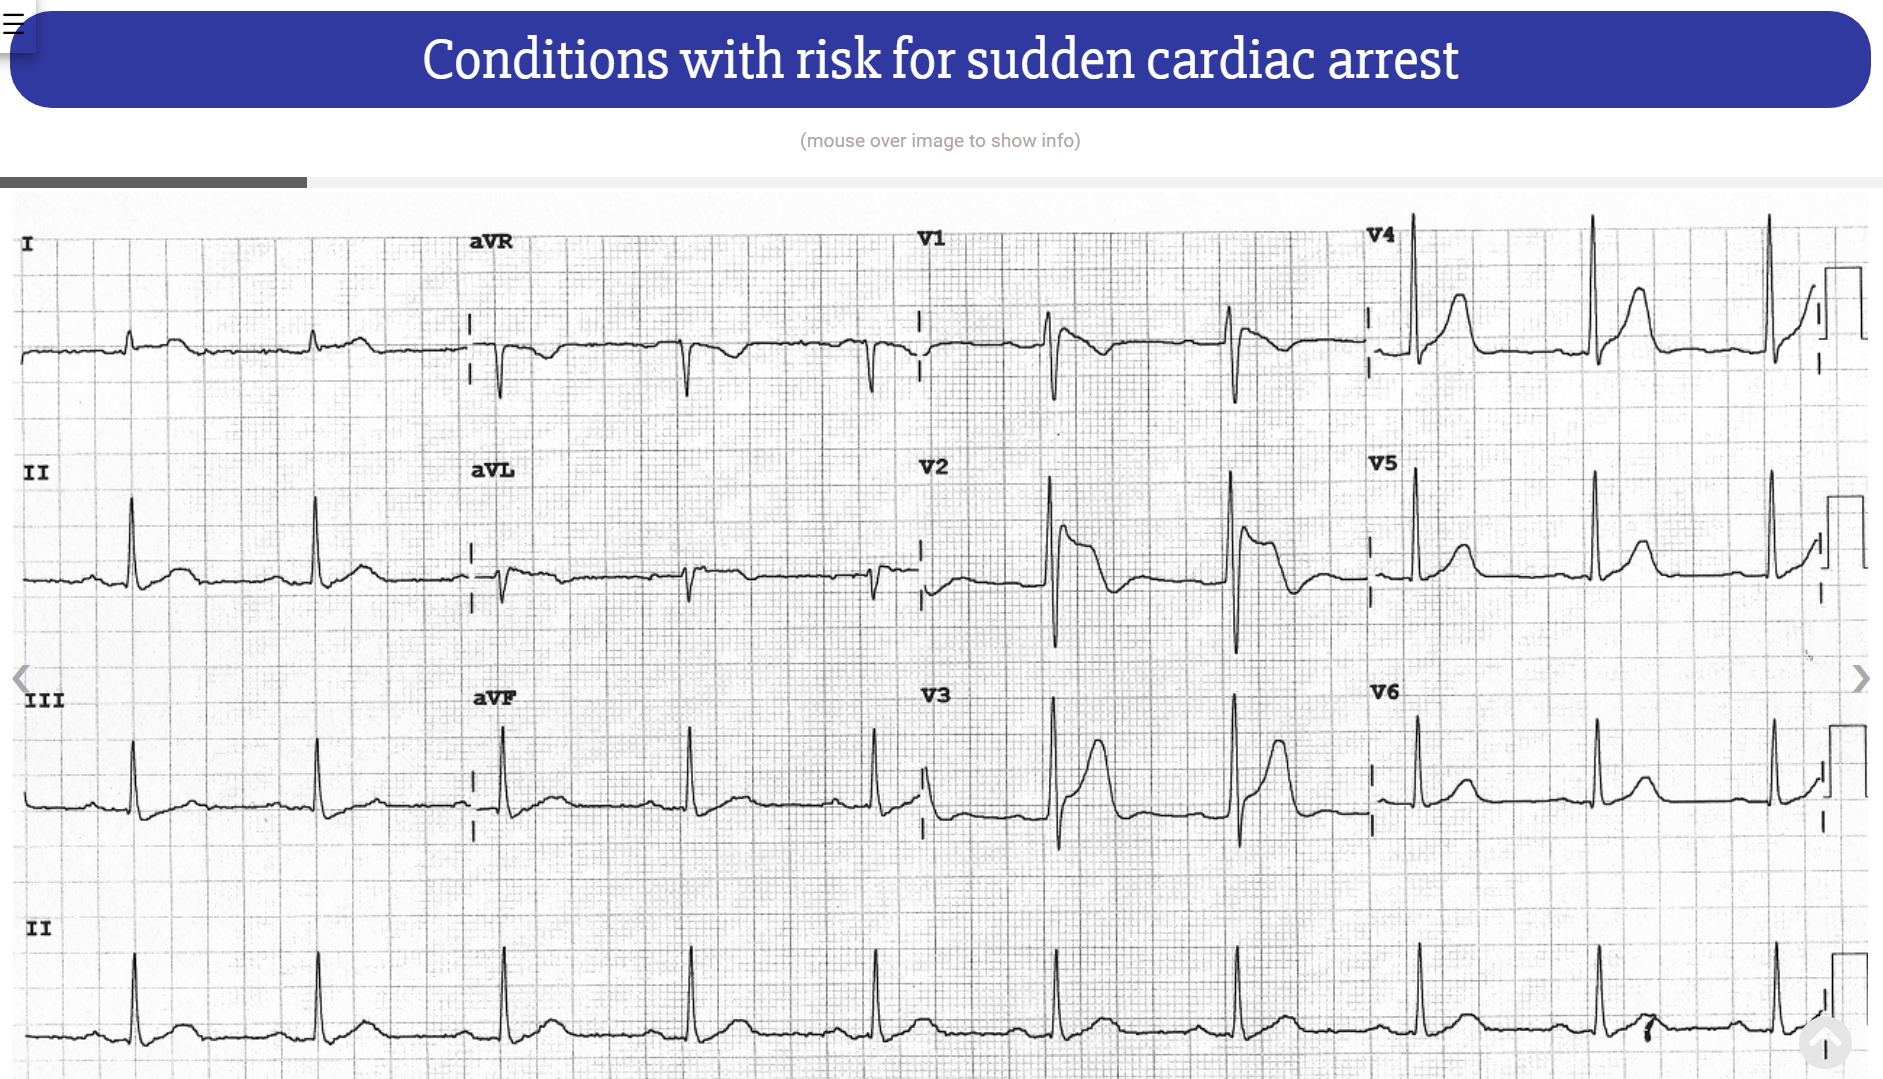 Conditions with risk for sudden cardiac arrest
(mouse over image to show info)
I
aVR
V1
V4
II
aVL
V2
V5
III
aVF
V3
V6
II